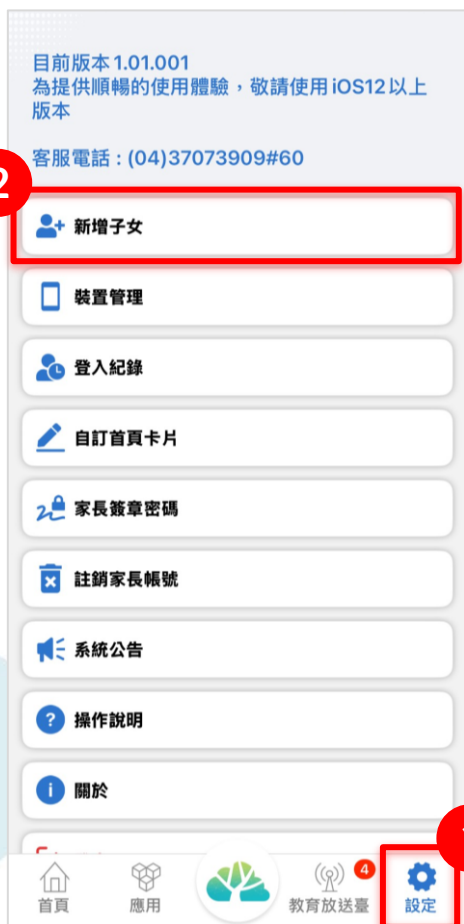 目前版本 1.01.001
為提供順暢的使用體驗，敬請使用 iOS12 以上
版本
客服電話 : (04)37073909#60
2
新增子女
裝置管理
登入紀錄
自訂首頁卡片
家長簽章密碼
註銷家長帳號
系統公告
操作說明
關於
4
首頁
應用
教育放送臺
設定